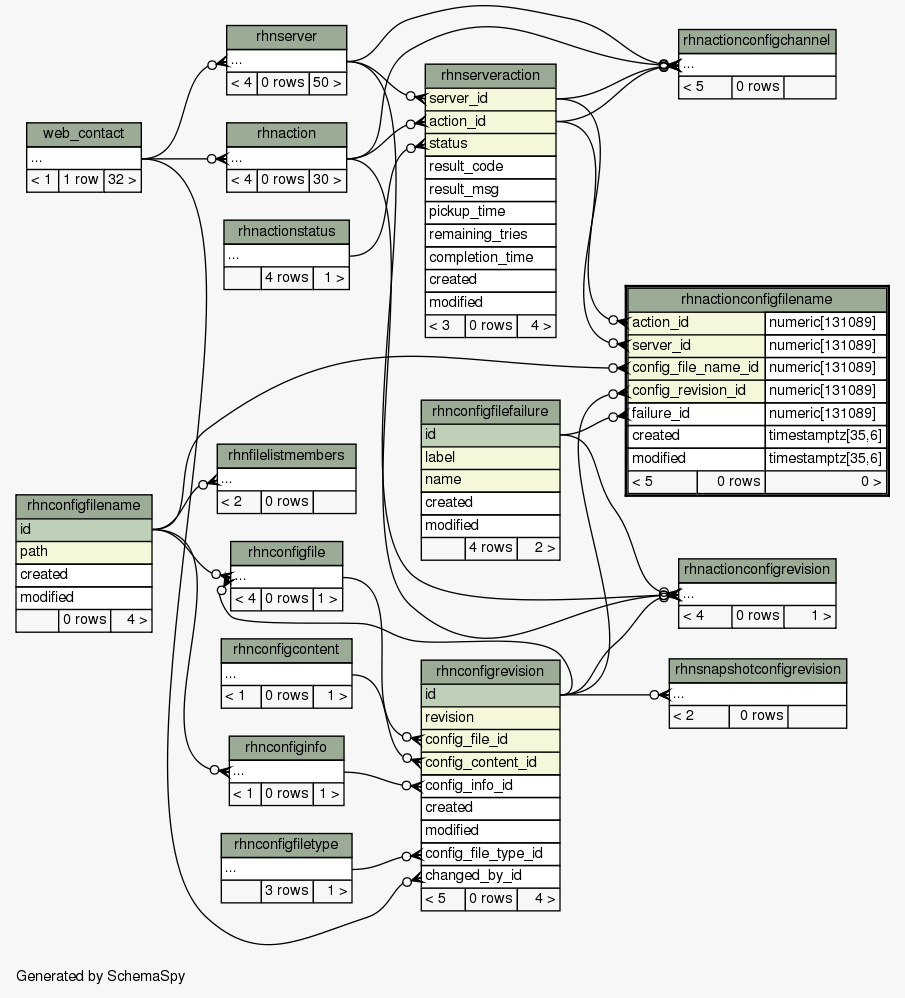 rhnserver
...
< 4 0 rows 50 >
web_contact
...
< 1 1 row 32 >
rhnaction
...
< 4 0 rows 30 >
rhnactionstatus
...
4 rows 1 >
rhnserveraction
server_id
action_id
status
result_code
result_msg
pickup_time
remaining_tries
completion_time
created
modified
< 3 0 rows 4 >
rhnactionconfigchannel
...
< 5 0 rows
rhnactionconfigfilename
action_id numeric[131089]
server_id numeric[131089]
config_file_name_id numeric[131089]
config_revision_id numeric[131089]
failure_id numeric[131089]
created timestamptz[35,6]
modified timestamptz[35,6]
< 5 0 rows 0 >
rhnconfigfilefailure
id
label
name
created
modified
4 rows 2 >
rhnfilelistmembers
...
< 2 0 rows
rhnconfigfilename
id
path
created
modified
0 rows 4 >
rhnconfigfile
...
< 4 0 rows 1 >
rhnactionconfigrevision
...
< 4 0 rows 1 >
rhnconfigcontent
...
< 1 0 rows 1 >
rhnconfigrevision
id
revision
config_file_id
config_content_id
config_info_id
created
modified
config_file_type_id
changed_by_id
< 5 0 rows 4 >
rhnsnapshotconfigrevision
...
< 2 0 rows
rhnconfiginfo
...
< 1 0 rows 1 >
rhnconfigfiletype
...
3 rows 1 >
Generated by SchemaSpy